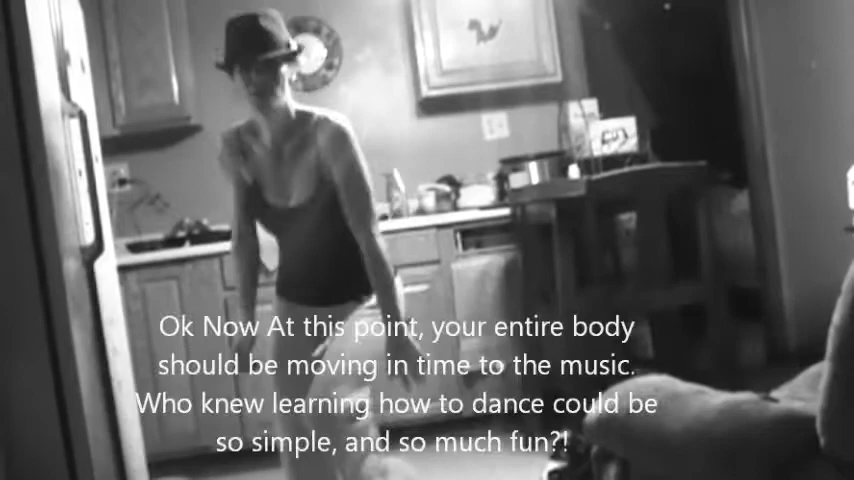 Ok Now At this point, your entire body
should be moving in time to the music.
Who knew learning how to dance could be
so simple, and so much fun?!